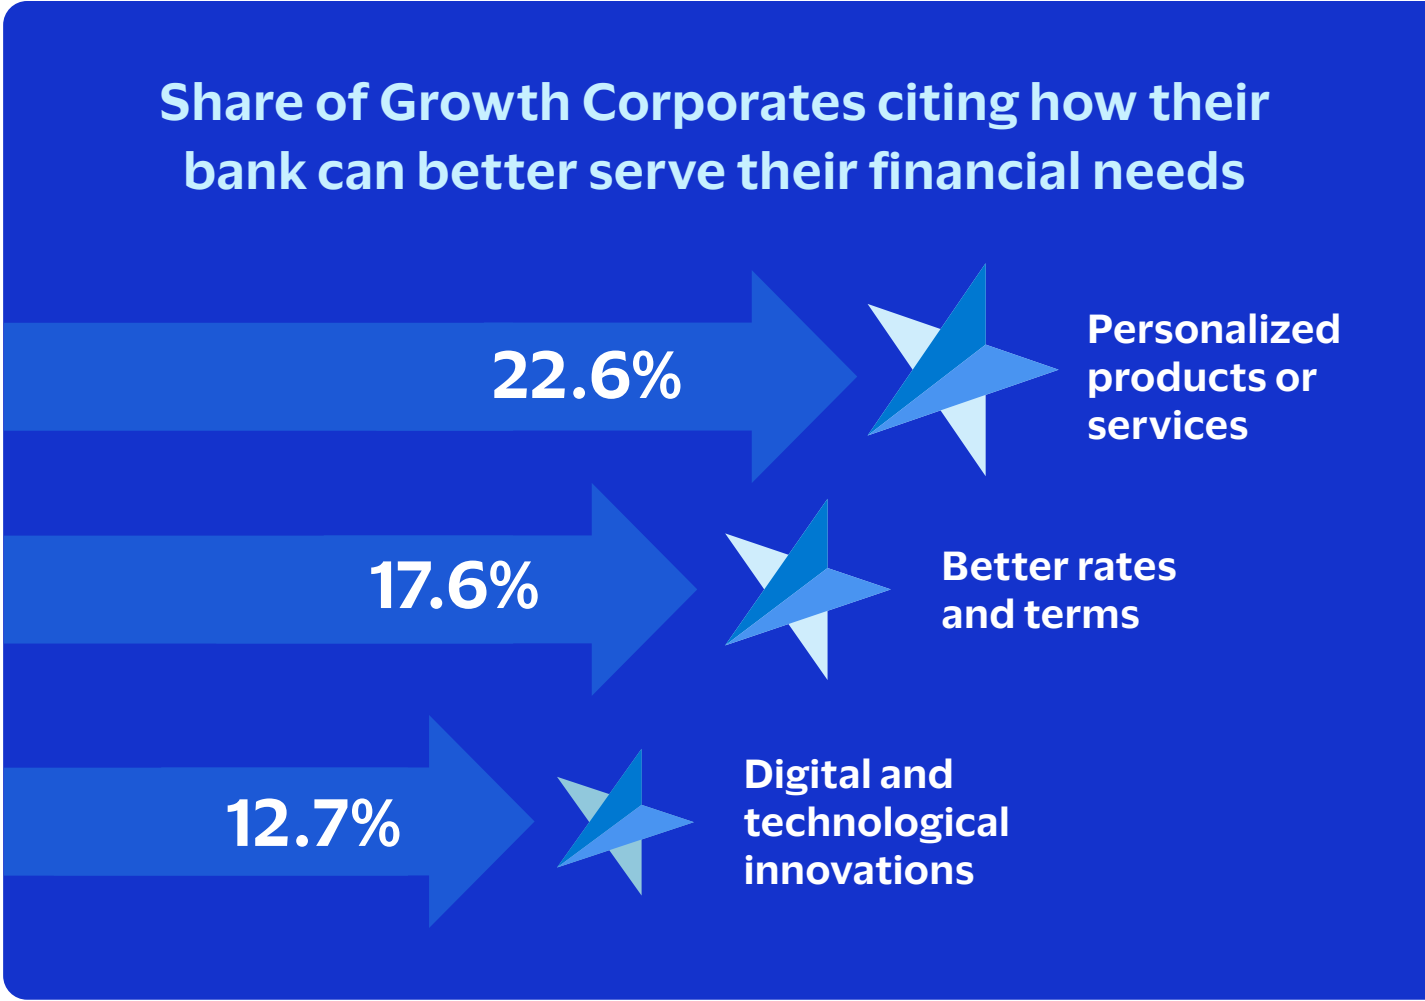 Share of Growth Corporates citing how their
bank can better serve their financial needs
22.6%
Personalized
products or
services
17.6%
Better rates
and terms
12.7%
Digital and
technological
innovations